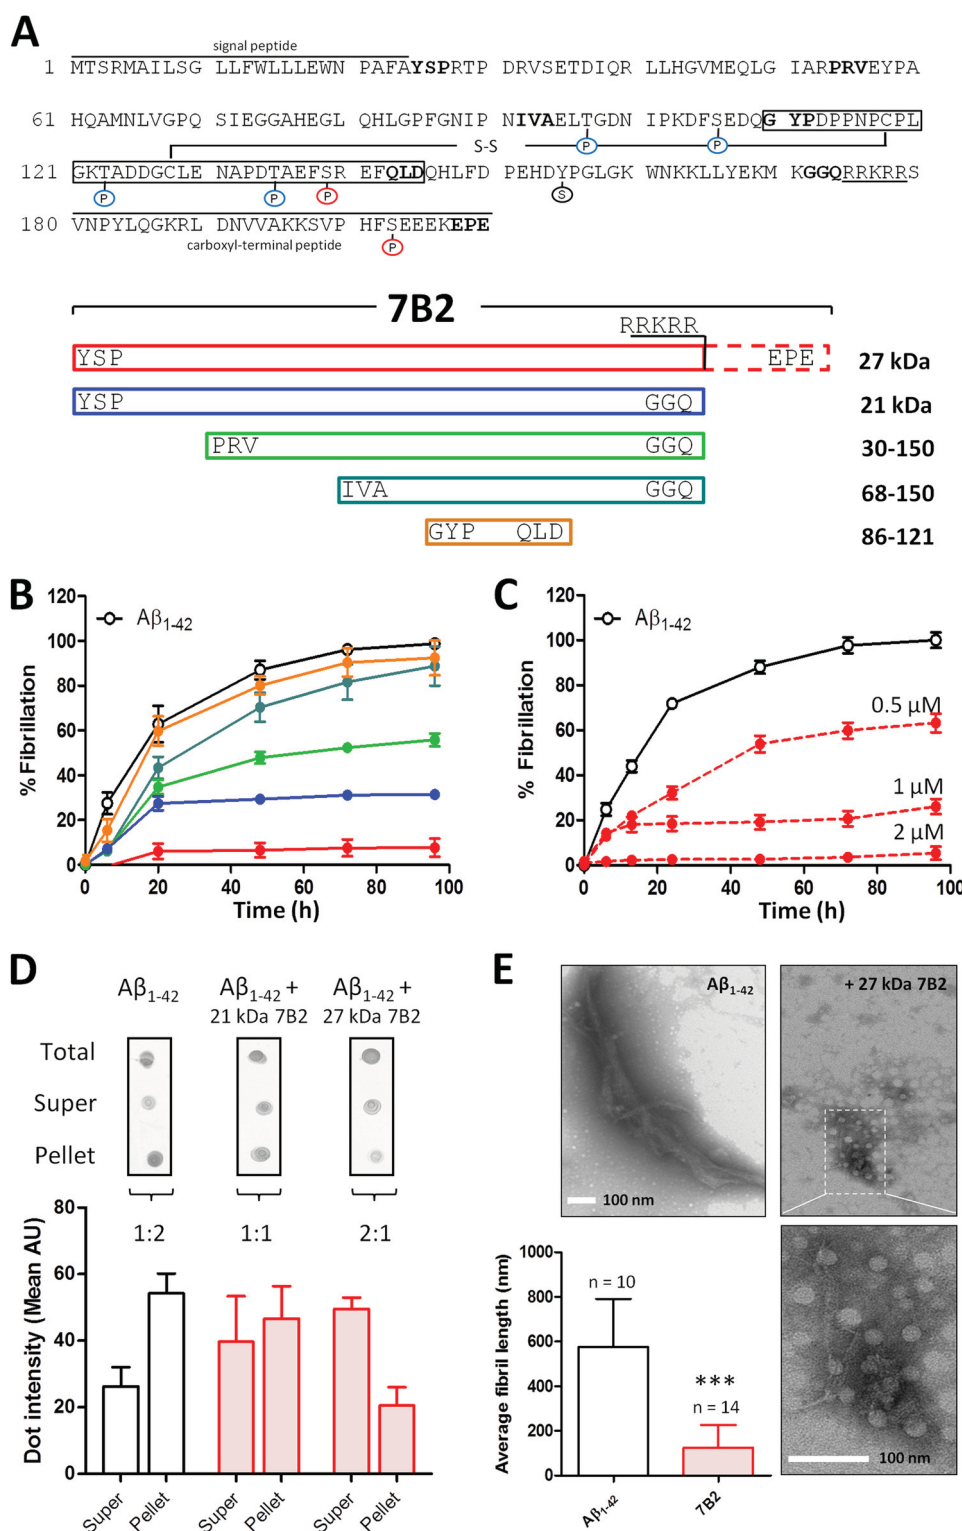 A
signal peptide
1 MTSRMAILSG LLFWLLLEWN PAFAYSPRTP DRVSETDIQR LLHGVMEQLG IARPRVEYPA
61 HQAMNLVGPQ SIEGGAHEGL QHLGPFGNIP NIVAELTGDN IPKDFSEDQG YPDPPNPCPL
S-S P P
121 GKTADDGCLE NAPDTAEFSR EFQLDQHLFD PEHDYPGLGK WNKKLLYEKM KGGQRRRKRRS
P P P S
180 VNPYLQGKRL DNVVAKKSVP HFSEEEKEPE
carboxyl-terminal peptide P
7B2
RRKRR
YSP EPE 27 kDa
YSP GGQ 21 kDa
PRV GGQ 30-150
IVA GGQ 68-150
GYP QLD 86-121
B
Aβ1-42
% Fibrillation
120
100
80
60
40
20
0
0 20 40 60 80 100
Time (h)
C
Aβ1-42
% Fibrillation
120
100
80
60
40
20
0
0.5 µM
1 µM
2 µM
0 20 40 60 80 100
Time (h)
D
Aβ1-42
Aβ1-42 + 
21 kDa 7B2
Aβ1-42 + 
27 kDa 7B2
Total
Super
Pellet
1:2 1:1 2:1
Dot intensity (Mean AU)
80
60
40
20
0
Super Pellet Super Pellet Super Pellet
E
Aβ1-42
100 nm
+ 27 kDa 7B2
Average fibril length (nm)
1000
800
600
400
200
0
n = 10
***
n = 14
Aβ1-42 7B2
100 nm